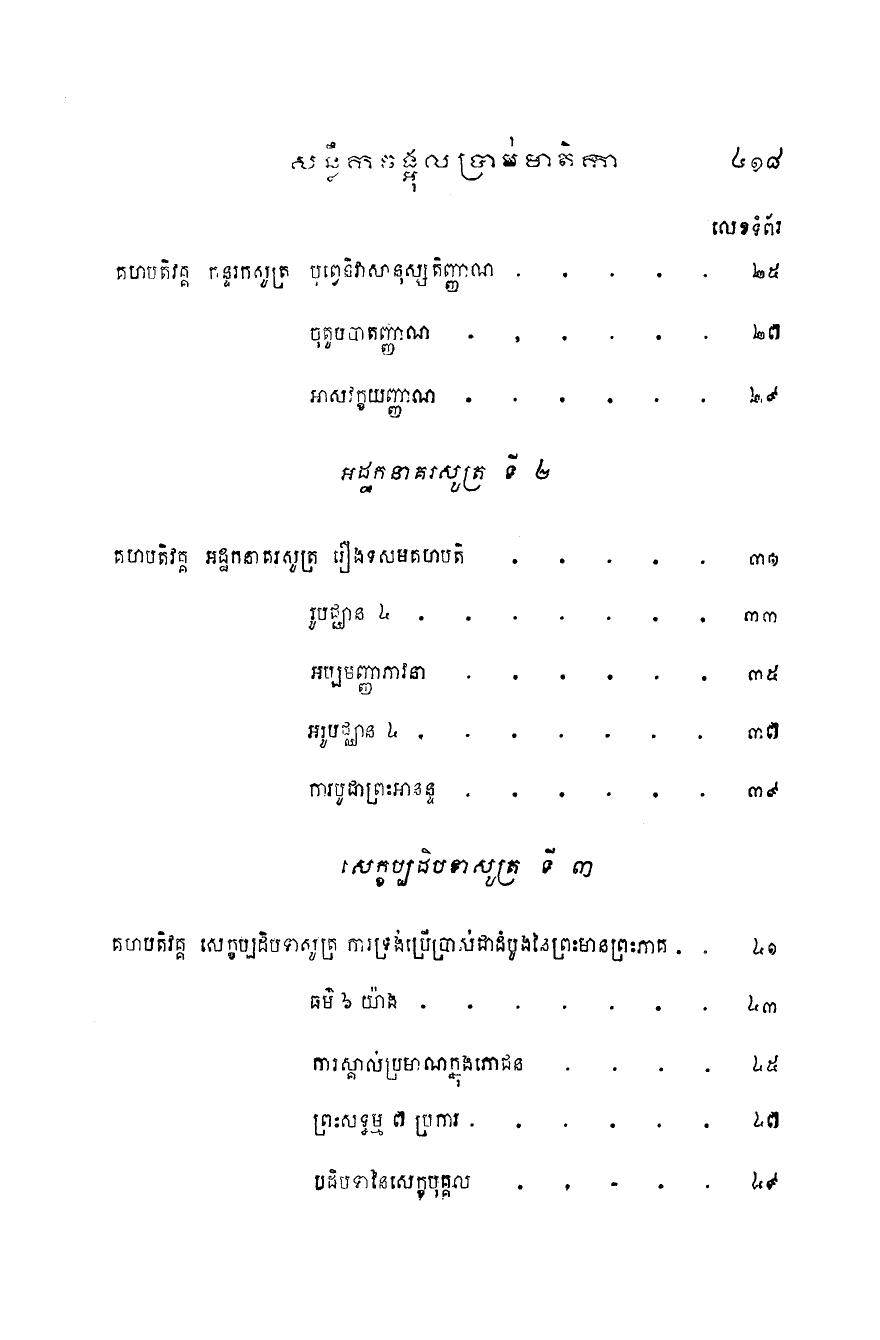 សន្លឹកចង្អុលប្រាប់មាតិកា ៤១៨
លេខទំព័រ
គហបតិវគ្គ កន្ទរកសូត្រ បុព្វេនិវាសានុស្សតិញ្ញាណ . . . . . ២៥
ចុតូបបាតញ្ញាណ . . . . . . ២៧
អាសវក្ខយញ្ញាណ . . . . . . ២៩
អដ្ឋកនាគរសូត្រ ទី ២
គហបតិវគ្គ អដ្ឋកនាគរសូត្រ រឿងទសមគហបតិ . . . . . ៣១
រូបជ្ឈាន ៤ . . . . . . . ៣៣
អប្បមញ្ញាភាវនា . . . . . . ៣៥
អរូបជ្ឈាន ៤ . . . . . . . ៣៧
ការបូជាព្រះអានន្ទ . . . . . . ៣៩
សេក្ខប្បដិបទាសូត្រ ទី ៣
គហបតិវគ្គ សេក្ខប្បដិបទាសូត្រ ការទ្រង់ប្រើប្រាស់ជាដំបូងនៃព្រះមានព្រះភាគ . . ៤១
ធម៌ ៦ យ៉ាង . . . . . . . ៤៣
ការស្គាល់ប្រមាណក្នុងភោជន . . . . ៤៥
ព្រះសទ្ធម្ម ៧ ប្រការ . . . . . . ៤៧
បដិបទានៃសេក្ខបុគ្គល . . . . . ៤៩